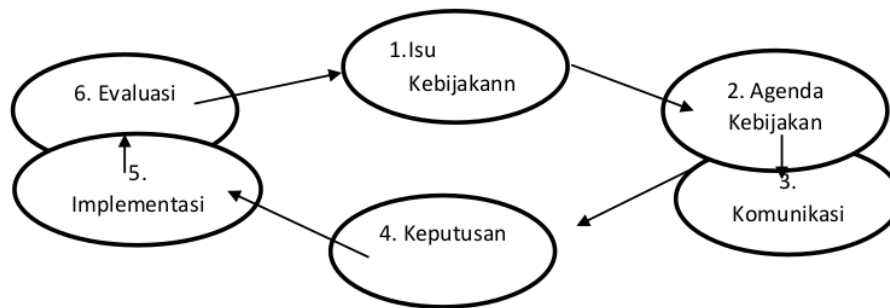 1.Isu
Kebijakann
2. Agenda
Kebijakan
3.
Komunikasi
4. Keputusan
5.
Implementasi
6. Evaluasi